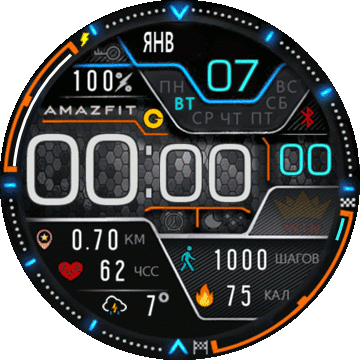 ЯНВ
100% ПН 07 ВС
AMAZFIT ВТ СБ
СР ЧТ ПТ
00:00 00
0.70 КМ
1000 ШАГОВ
62 ЧСС
7° 75 КАЛ